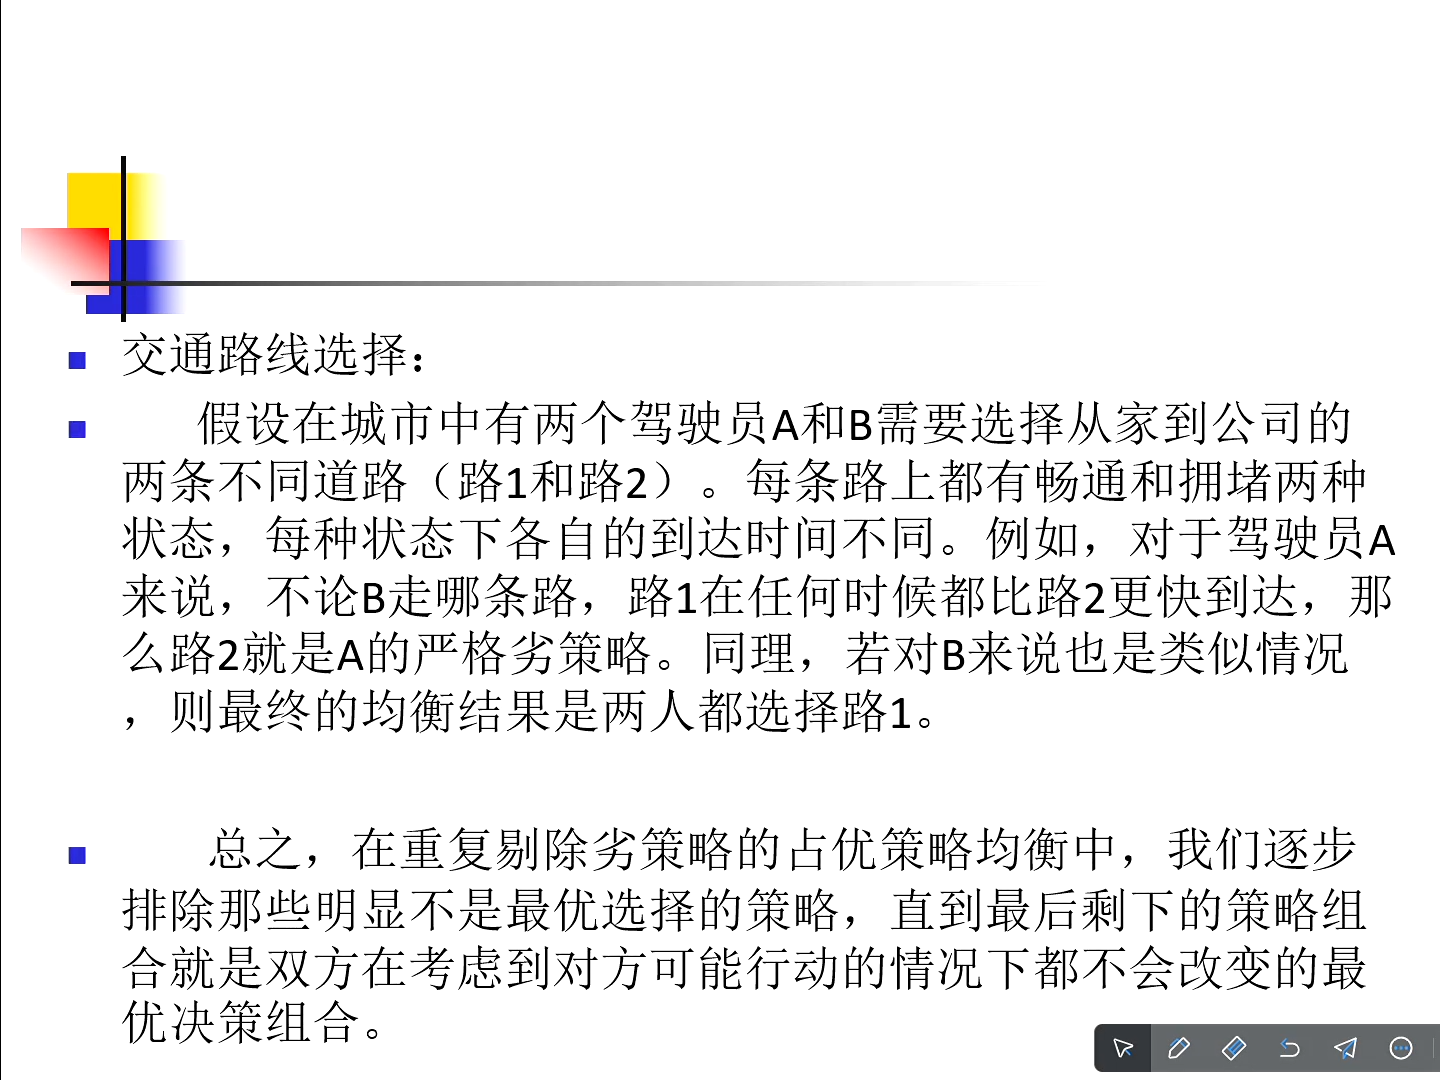 交通路线选择：
假设在城市中有两个驾驶员A和B需要选择从家到公司的
两条不同道路（路1和路2）。每条路上都有畅通和拥堵两种
状态，每种状态下各自的到达时间不同。例如，对于驾驶员A
来说，不论B走哪条路，路1在任何时候都比路2更快到达，那
么路2就是A的严格劣策略。同理，若对B来说也是类似情况
，则最终的均衡结果是两人都选择路1。
总之，在重复剔除劣策略的占优策略均衡中，我们逐步
排除那些明显不是最优选择的策略，直到最后剩下的策略组
合就是双方在考虑到对方可能行动的情况下都不会改变的最
优决策组合。